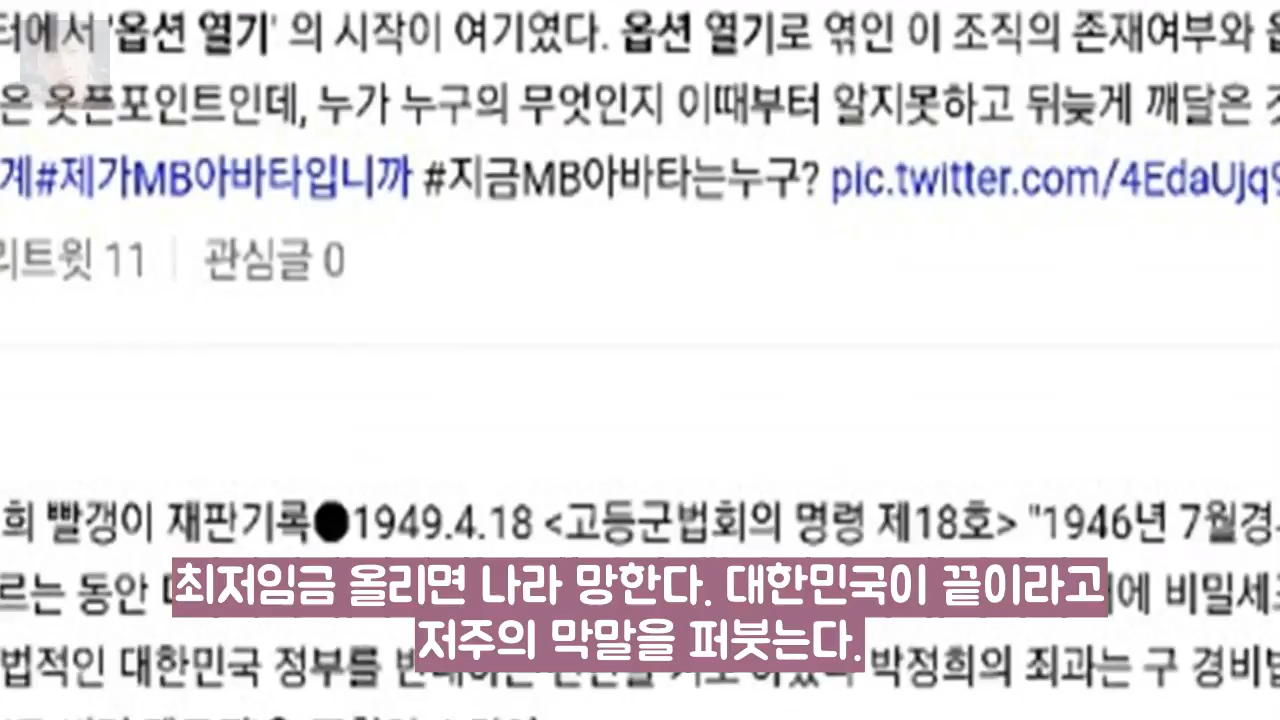 터에서 '옵션 열기' 의 시작이 여기였다. 옵션 열기로 엮인 이 조직의 존재여부와
은 웃픈포인트인데, 누가 누구의 무엇인지 이때부터 알지못하고 뒤늦게 깨달은
계#제가MB아바타입니까 #지금MB아바타는누구? pic.twitter.com/4EdaUjq9
리트윗 11 관심글 0
희 빨갱이 재판기록●1949.4.18 <고등군법회의 명령 제18호> "1946년 7월경
르는 동안
에 비밀세
최저임금 올리면 나라 망한다. 대한민국이 끝이라고
저주의 막말을 퍼붓는다.
법적인 대한민국 정부를
박정희의 죄과는 구 경비법